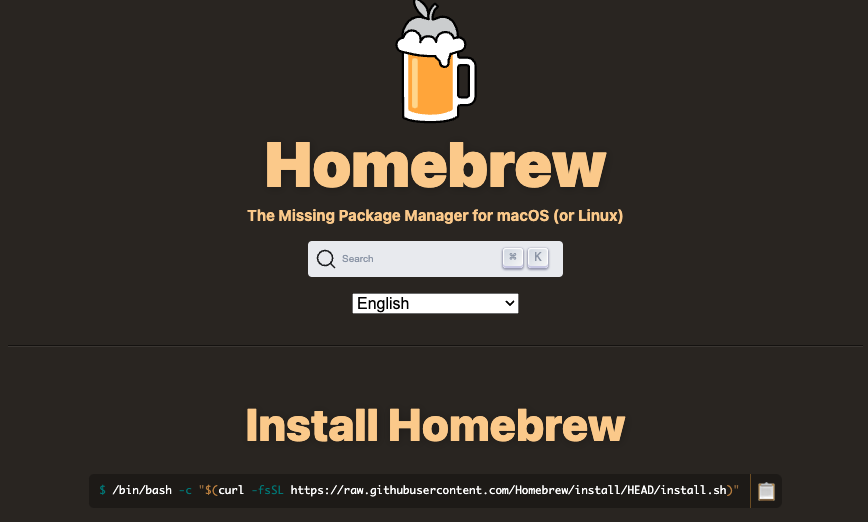 Homebrew
The Missing Package Manager for macOS (or Linux)
Search ⌘ K
English
Install Homebrew
$ /bin/bash -c "$(curl -fsSL https://raw.githubusercontent.com/Homebrew/install/HEAD/install.sh)"